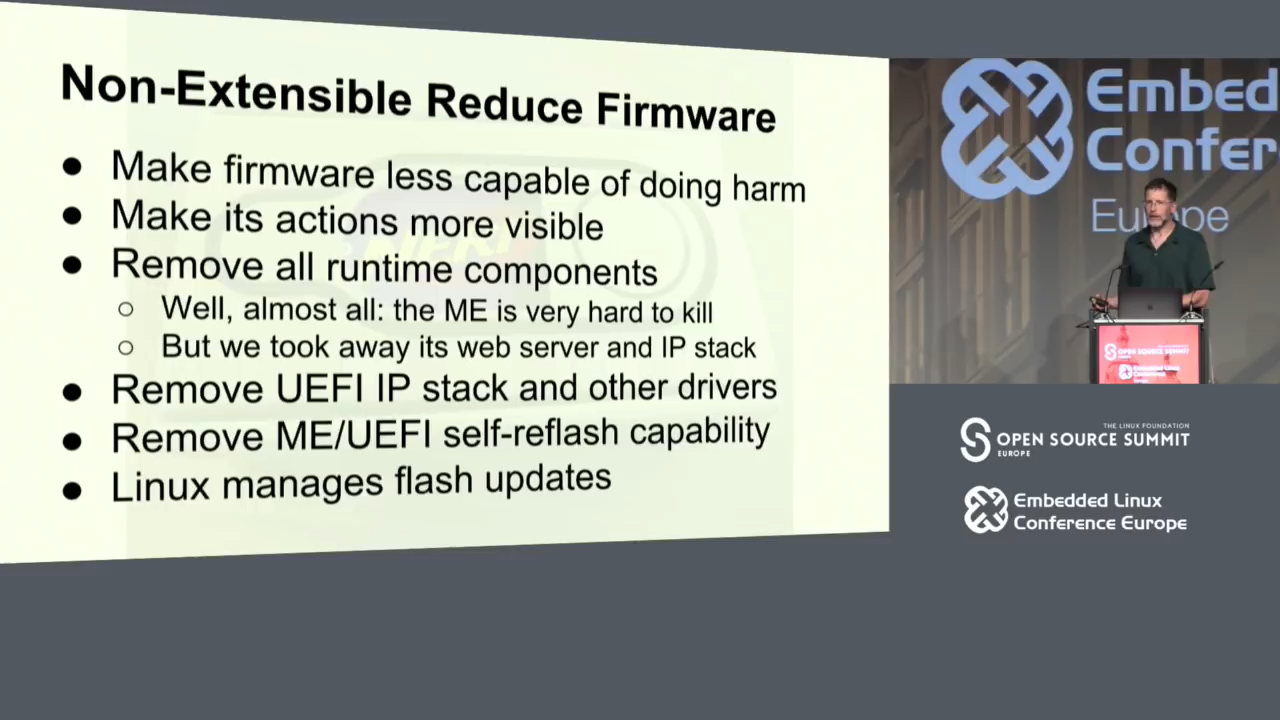 Non-Extensible Reduce Firmware
● Make firmware less capable of doing harm
● Make its actions more visible
● Remove all runtime components
○ Well, almost all: the ME is very hard to kill
○ But we took away its web server and IP stack
● Remove UEFI IP stack and other drivers
● Remove ME/UEFI self-reflash capability
● Linux manages flash updates
Embed
Confer
Europe
OPEN SOURCE SUMMIT
THE LINUX FOUNDATION
OPEN SOURCE SUMMIT
EUROPE
Embedded Linux
Conference Europe